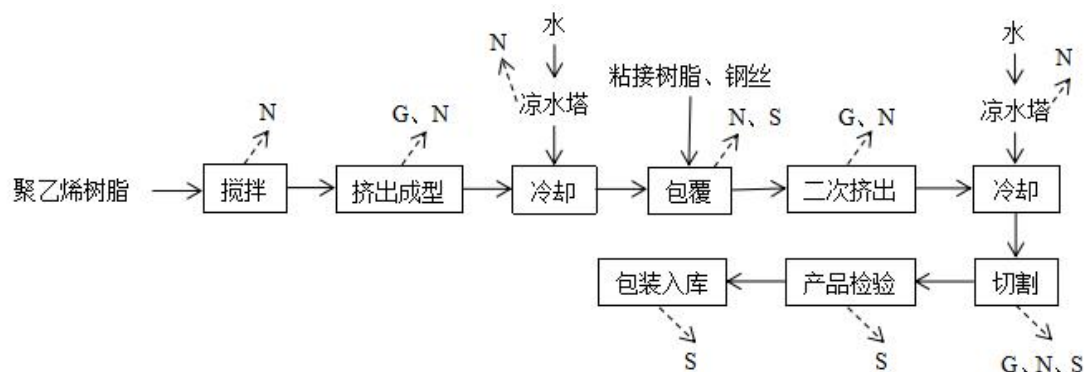 水
水
N
N
粘接树脂、钢丝
凉水塔
凉水塔
N
G、N
N、S
G、N
聚乙烯树脂
搅拌
挤出成型
冷却
包覆
二次挤出
冷却
包装入库
产品检验
切割
S
S
G、N、S